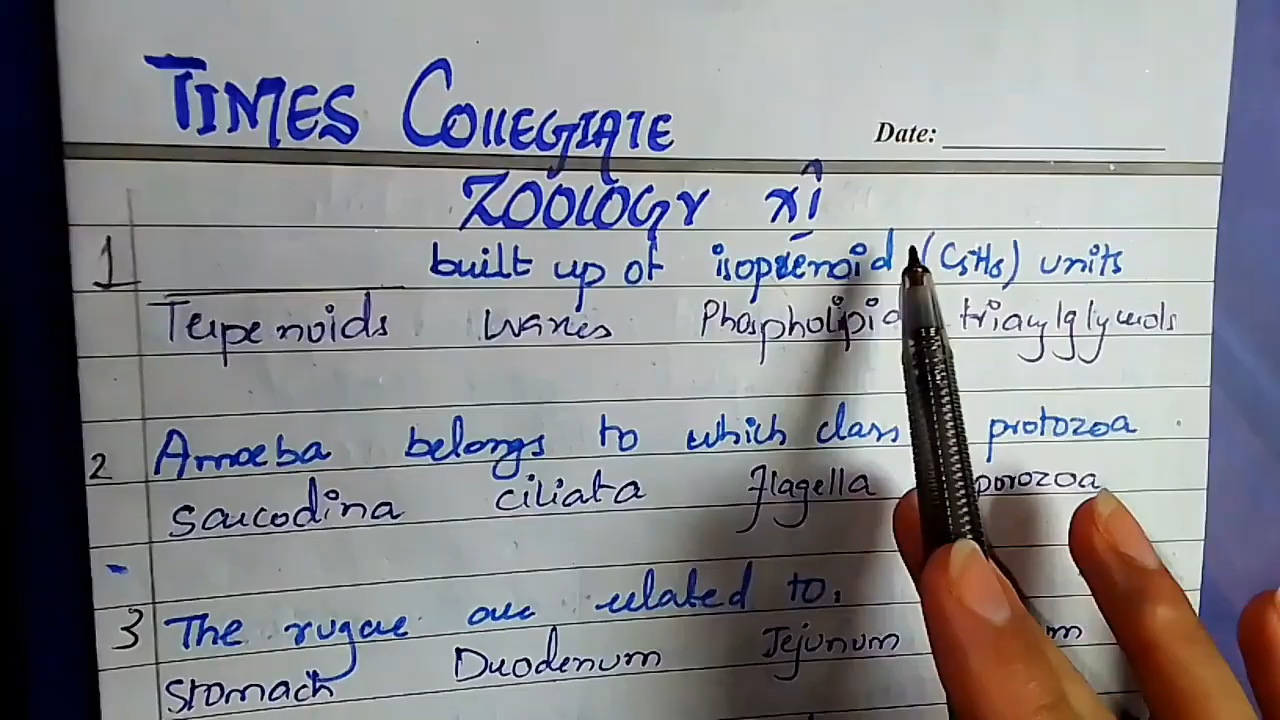 TIMES COllEGIATE
Date:
ZOOlOGY xi
1 built up of isoprenoid (C5H8) units
Terpenoids waxes Phospholipid triacylglycerols
2 Amoeba belongs to which class protozoa
Sarcodina ciliata flagella porozoa
3 The rugae are related to.
Stomach Duodenum Jejunum